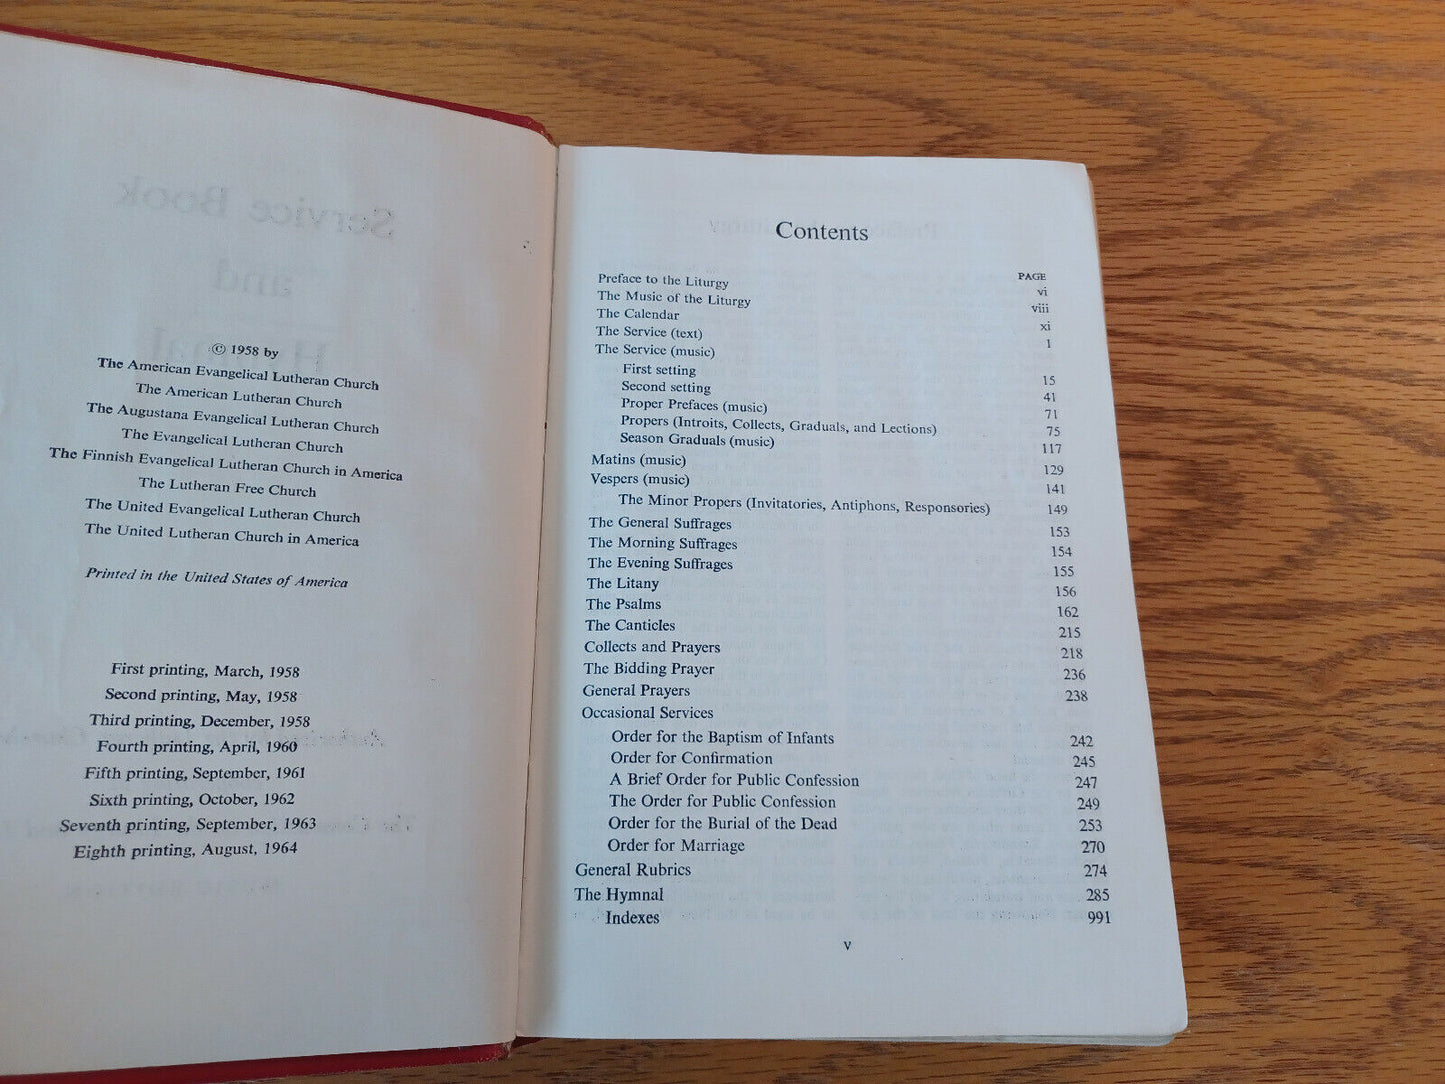 Service Book
and
Hymnal
© 1958 by
The American Evangelical Lutheran Church
The American Lutheran Church
The Augustana Evangelical Lutheran Church
The Evangelical Lutheran Church
The Finnish Evangelical Lutheran Church in America
The Lutheran Free Church
The United Evangelical Lutheran Church
The United Lutheran Church in America
Printed in the United States of America
First printing, March, 1958
Second printing, May, 1958
Third printing, December, 1958
Fourth printing, April, 1960
Fifth printing, September, 1961
Sixth printing, October, 1962
Seventh printing, September, 1963
Eighth printing, August, 1964
Contents
PAGE
Preface to the Liturgy vi
The Music of the Liturgy viii
The Calendar xi
The Service (text) 1
The Service (music)
First setting 15
Second setting 41
Proper Prefaces (music) 71
Propers (Introits, Collects, Graduals, and Lections) 75
Season Graduals (music) 117
Matins (music) 129
Vespers (music) 141
The Minor Propers (Invitatories, Antiphons, Responsories) 149
The General Suffrages 153
The Morning Suffrages 154
The Evening Suffrages 155
The Litany 156
The Psalms 162
The Canticles 215
Collects and Prayers 218
The Bidding Prayer 236
General Prayers 238
Occasional Services
Order for the Baptism of Infants 242
Order for Confirmation 245
A Brief Order for Public Confession 247
The Order for Public Confession 249
Order for the Burial of the Dead 253
Order for Marriage 270
General Rubrics 274
The Hymnal 285
Indexes 991
v